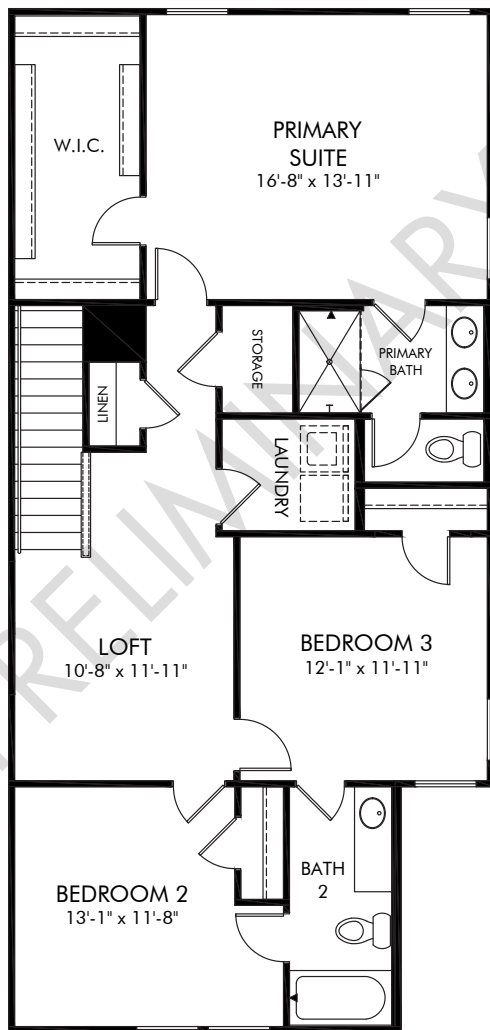 W.I.C.
PRIMARY
SUITE
16'-8" x 13'-11"
STORAGE
PRIMARY
BATH
LINEN
LAUNDRY
LOFT
10'-8" x 11'-11"
BEDROOM 3
12'-1" x 11'-11"
BEDROOM 2
13'-1" x 11'-8"
BATH
2
PRELIMINARY